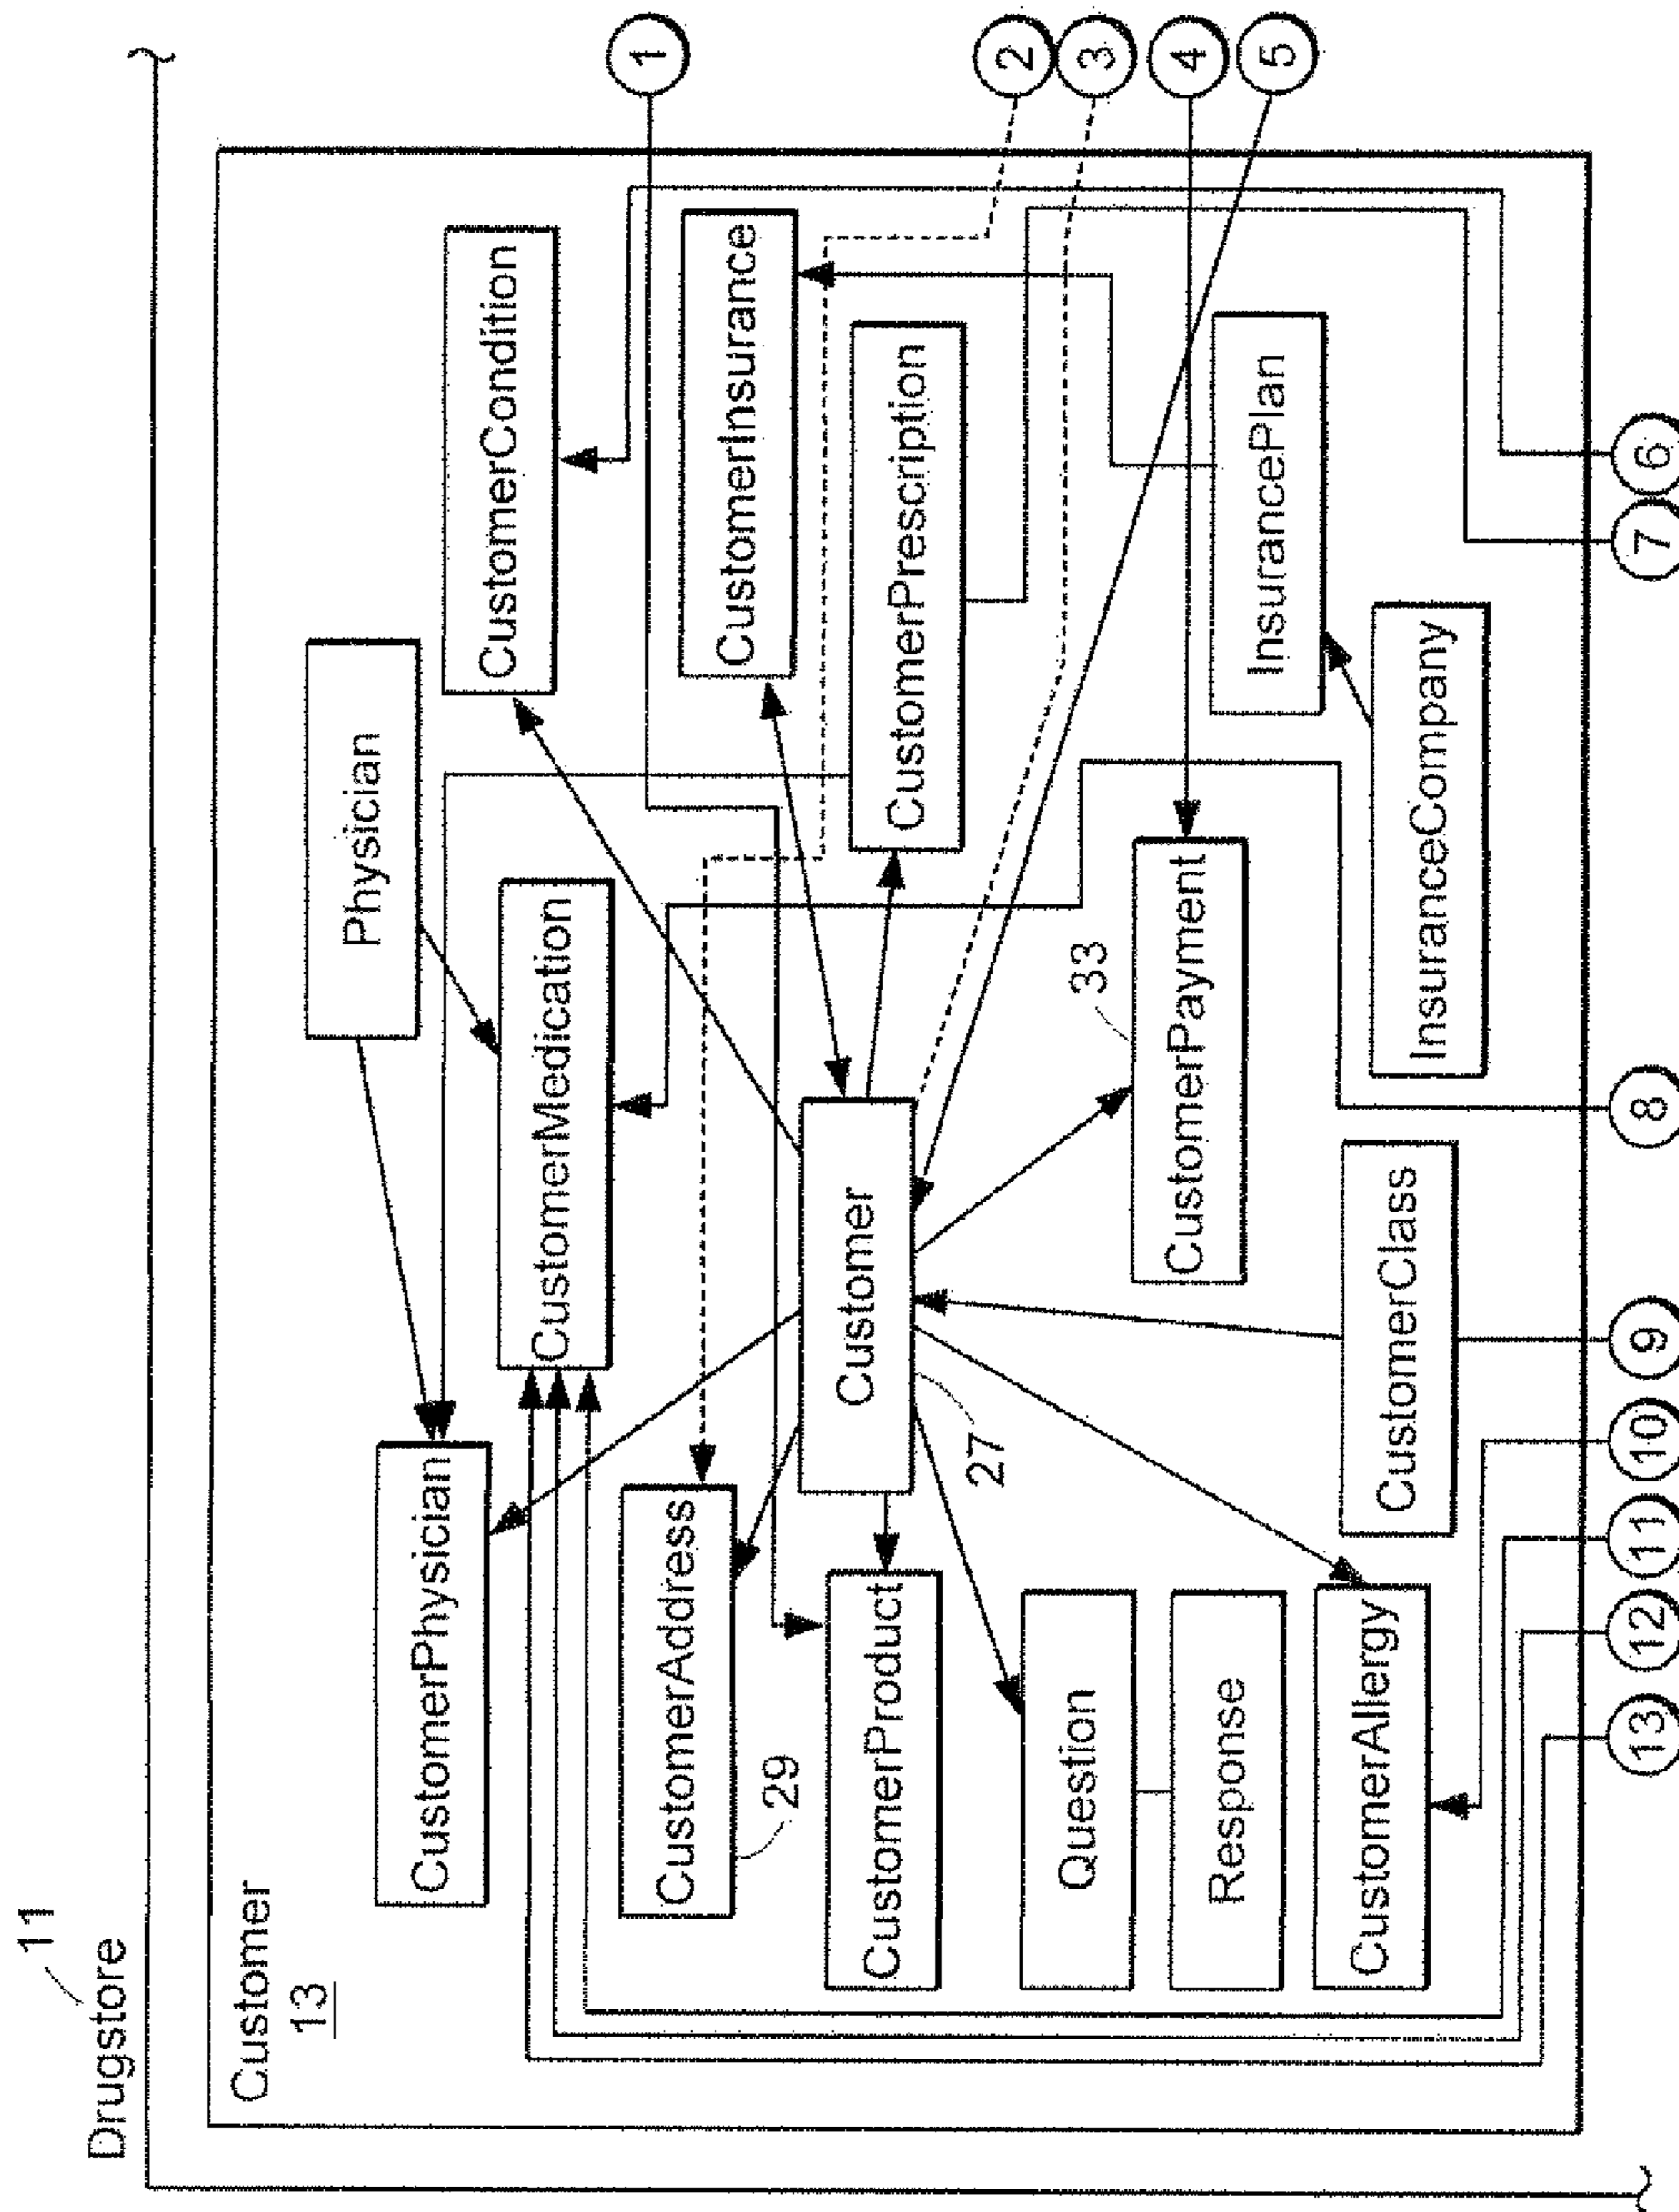 11
Drugstore
Customer
13
Physician
CustomerPhysician
CustomerCondition
CustomerMedication
1
CustomerAddress
29
CustomerInsurance
CustomerProduct
Customer
27
CustomerPrescription
2
3
Question
33
CustomerPayment
4
Response
InsurancePlan
5
CustomerAllergy
CustomerClass
InsuranceCompany
13
12
11
10
9
8
7
6